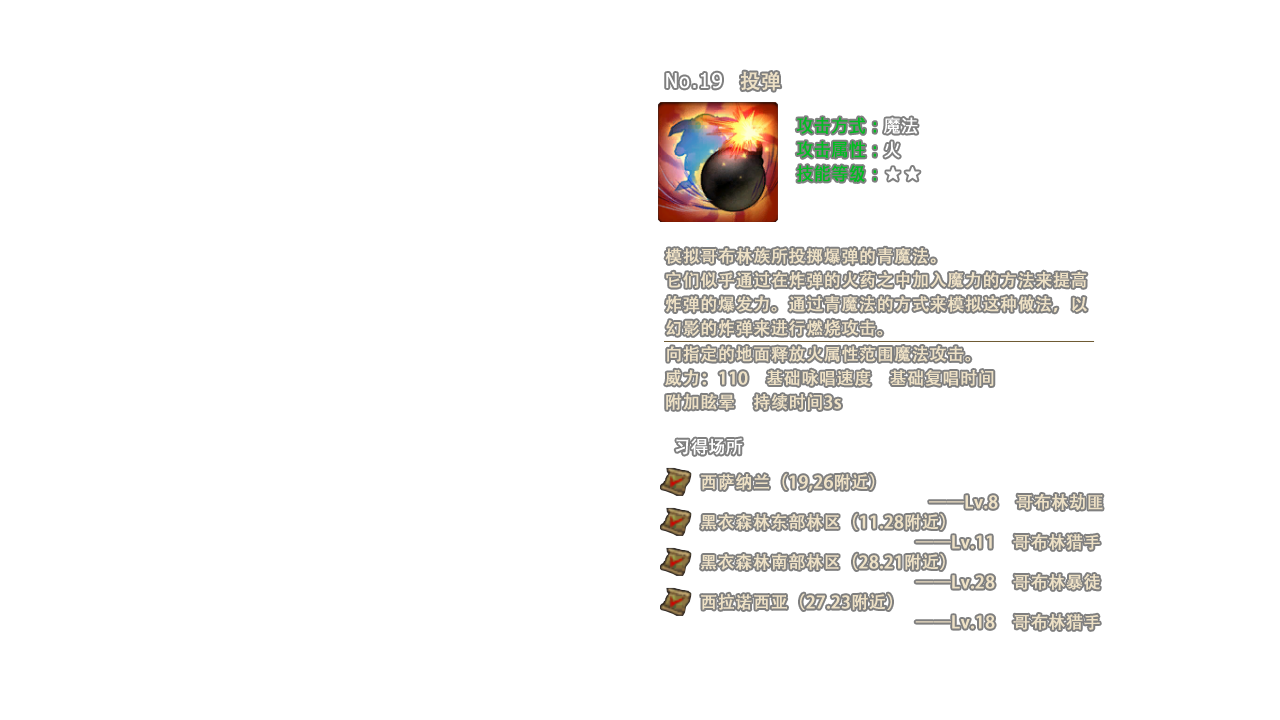 No.19 投弹
攻击方式：魔法
攻击属性：火
技能等级：★★
模拟哥布林族所投掷爆弹的青魔法。
它们似乎通过在炸弹的火药之中加入魔力的方法来提高
炸弹的爆发力。通过青魔法的方式来模拟这种做法，以
幻影的炸弹来进行燃烧攻击。
向指定的地面释放火属性范围魔法攻击。
威力：110 基础咏唱速度 基础复唱时间
附加眩晕 持续时间3s
习得场所
西萨纳兰（19,26附近）
——Lv.8 哥布林劫匪
黑衣森林东部林区（11.28附近）
——Lv.11 哥布林猎手
黑衣森林南部林区（28.21附近）
——Lv.28 哥布林暴徒
西拉诺西亚（27.23附近）
——Lv.18 哥布林猎手